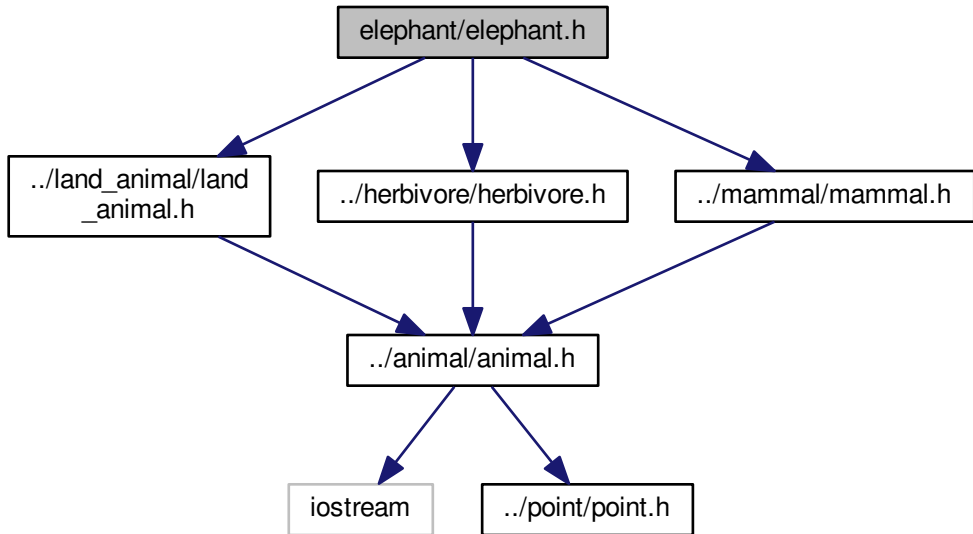 elephant/elephant.h
../land_animal/land
_animal.h
../herbivore/herbivore.h
../mammal/mammal.h
../animal/animal.h
iostream
../point/point.h